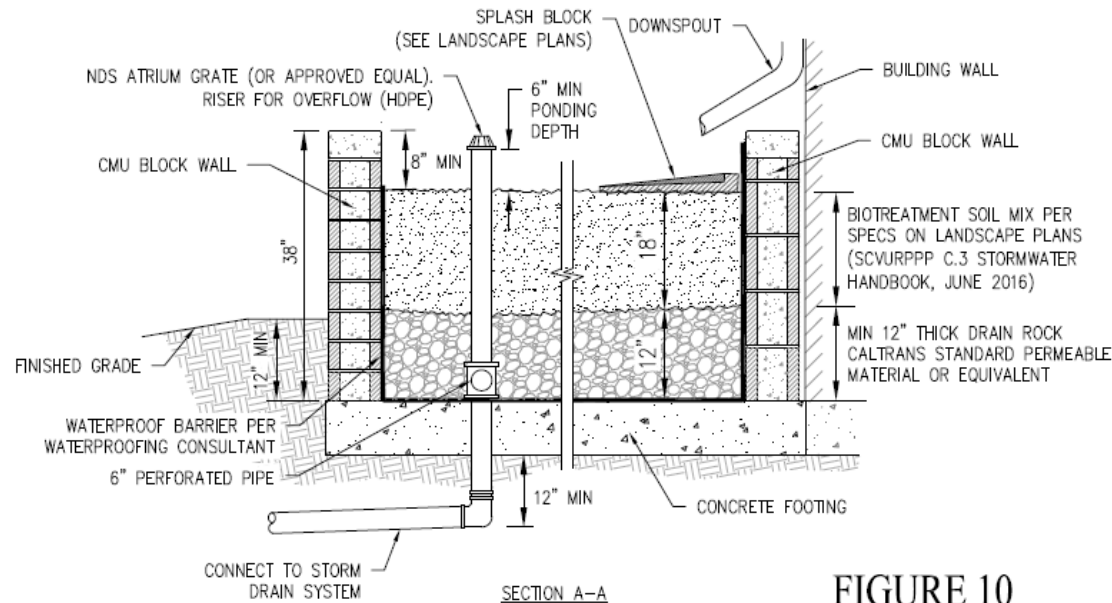 SPLASH BLOCK
(SEE LANDSCAPE PLANS)
DOWNSPOUT
NDS ATRIUM GRATE (OR APPROVED EQUAL).
RISER FOR OVERFLOW (HDPE)
6" MIN
PONDING
DEPTH
BUILDING WALL
CMU BLOCK WALL
8" MIN
CMU BLOCK WALL
38"
18"
BIOTREATMENT SOIL MIX PER
SPECS ON LANDSCAPE PLANS
(SCVURPPP C.3 STORMWATER
HANDBOOK, JUNE 2016)
FINISHED GRADE
12" MIN
12"
MIN 12" THICK DRAIN ROCK
CALTRANS STANDARD PERMEABLE
MATERIAL OR EQUIVALENT
WATERPROOF BARRIER PER
WATERPROOFING CONSULTANT
6" PERFORATED PIPE
12" MIN
CONCRETE FOOTING
CONNECT TO STORM
DRAIN SYSTEM
SECTION A-A
FIGURE 10